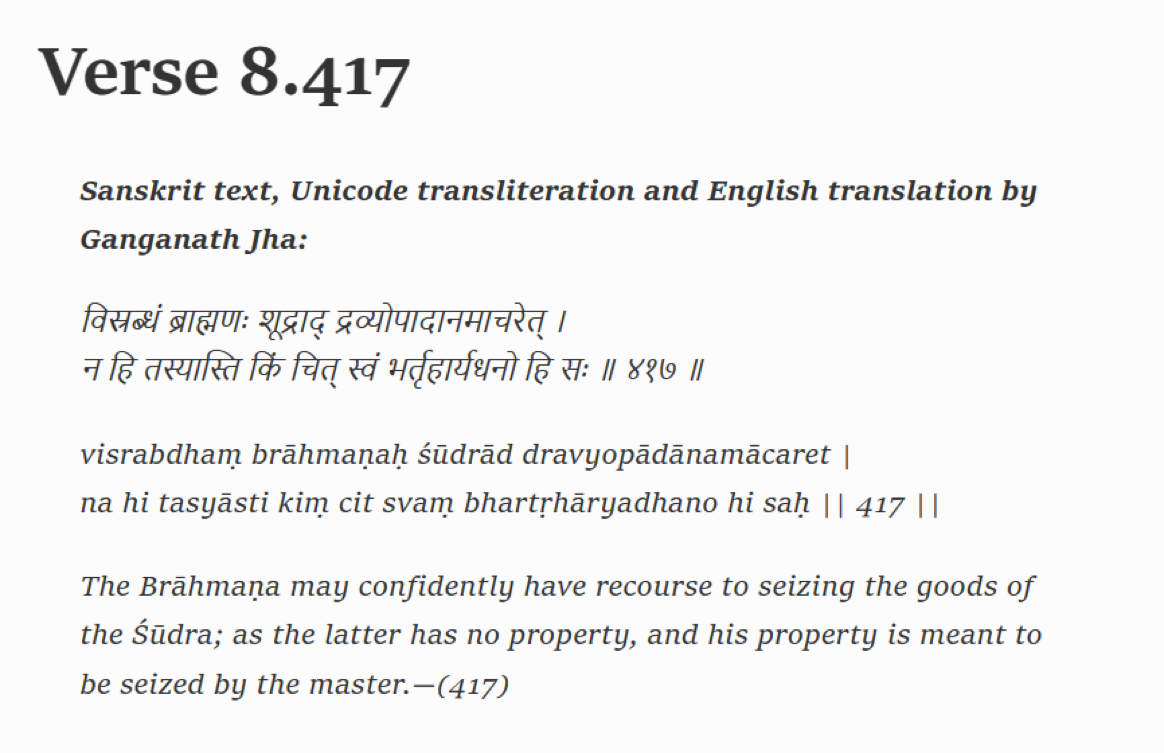 Verse 8.417
Sanskrit text, Unicode transliteration and English translation by
Ganganath Jha:
विस्रब्धं ब्राह्मणः शूद्राद् द्रव्योपादानमाचरेत् ।
न हि तस्यास्ति किं चित् स्वं भर्तृहार्यधनो हि सः ॥ ४१७ ॥
visrabdhaṃ brāhmaṇaḥ śūdrād dravyopādānamācaret |
na hi tasyāsti kiṃ cit svaṃ bhartṛhāryadhano hi saḥ || 417 ||
The Brāhmaṇa may confidently have recourse to seizing the goods of
the Śūdra; as the latter has no property, and his property is meant to
be seized by the master.—(417)